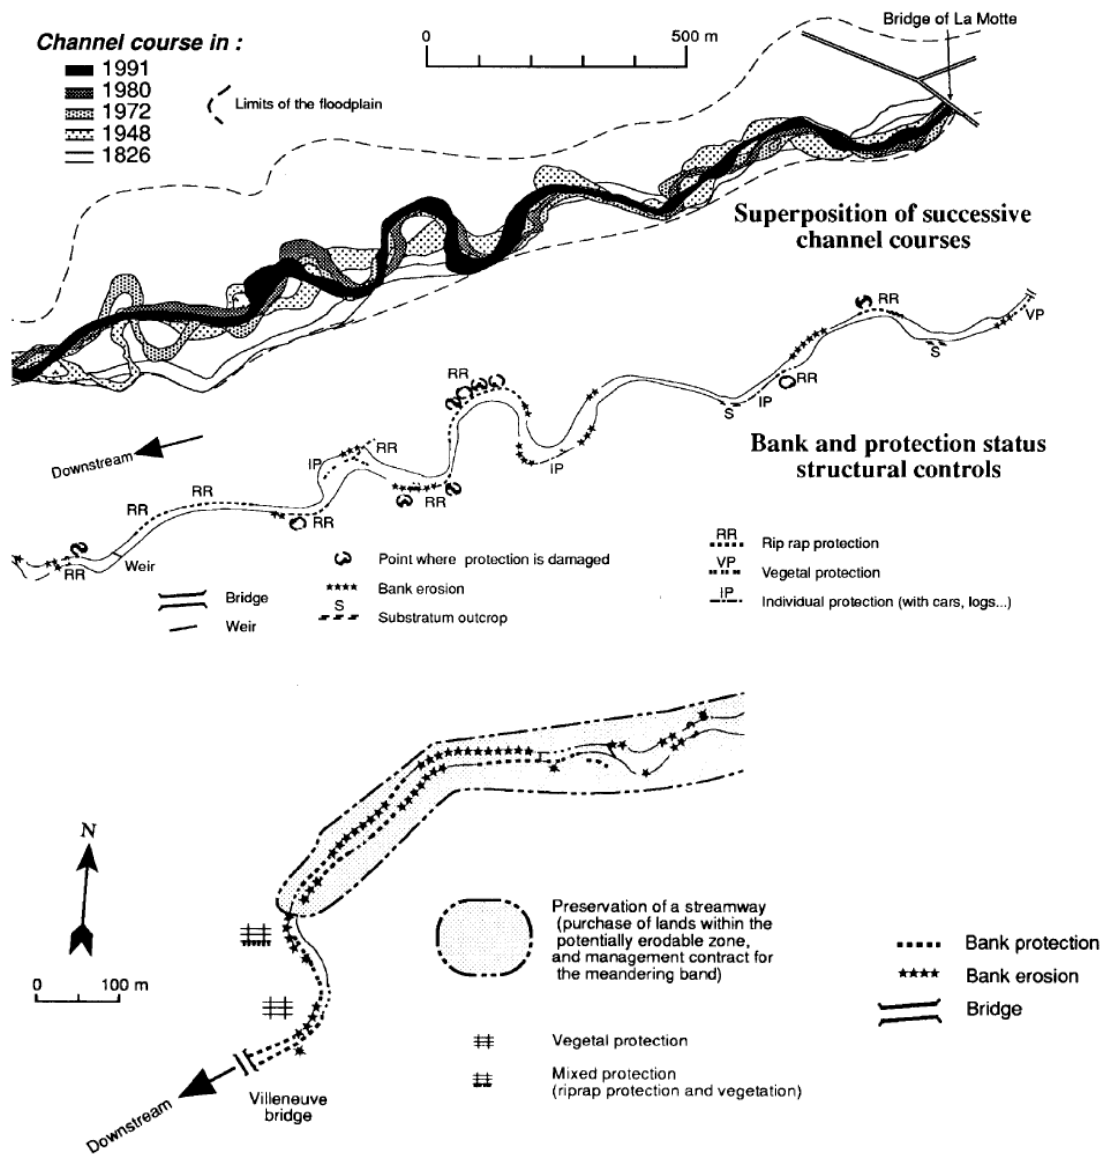 Bridge of La Motte
Channel course in :
1991
1980
1972
1948
1826
Limits of the floodplain
0
500 m
Superposition of successive
channel courses
RR
VP
S
RR
IP
S
RR
IP
RR
IP
RR
RR
RR
RR
RR
Weir
Downstream
Bank and protection status
structural controls
Bridge
Weir
Point where protection is damaged
Bank erosion
S
Substratum outcrop
RR
Rip rap protection
VP
Vegetal protection
IP
Individual protection (with cars, logs...)
N
0
100 m
Downstream
Villeneuve
bridge
Preservation of a streamway
(purchase of lands within the
potentially erodable zone,
and management contract for
the meandering band)
Vegetal protection
Mixed protection
(riprap protection and vegetation)
Bank protection
Bank erosion
Bridge